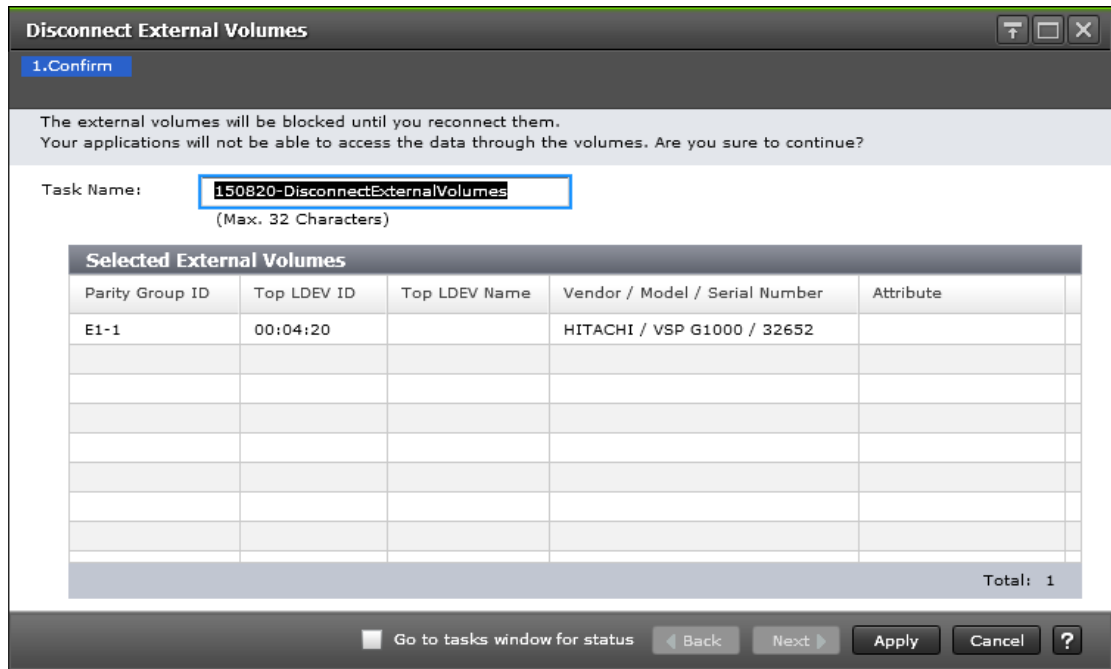 Disconnect External Volumes
1.Confirm
The external volumes will be blocked until you reconnect them.
Your applications will not be able to access the data through the volumes. Are you sure to continue?
Task Name: 150820-DisconnectExternalVolumes
(Max. 32 Characters)
Selected External Volumes
Parity Group ID Top LDEV ID Top LDEV Name Vendor / Model / Serial Number Attribute
E1-1 00:04:20 HITACHI / VSP G1000 / 32652
Total: 1
Go to tasks window for status Back Next Apply Cancel ?